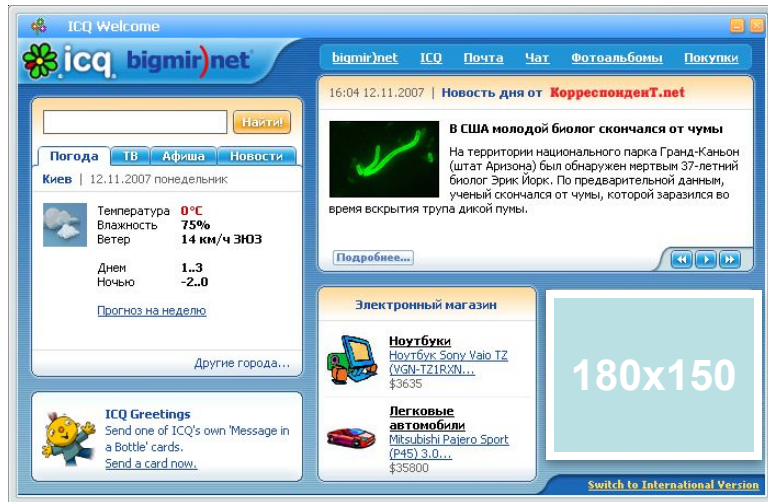 ICQ Welcome
icq bigmir)net
bigmir)net ICQ Почта Чат Фотоальбомы Покупки
16:04 12.11.2007 | Новость дня от КорреспонденТ.net
В США молодой биолог скончался от чумы
На территории национального парка Гранд-Каньон
(штат Аризона) был обнаружен мертвым 37-летний
биолог Эрик Йорк. По предварительной данным,
ученый скончался от чумы, которой заразился во
время вскрытия трупа дикой пумы.
Подробнее...
Найти!
Погода ТВ Афиша Новости
Киев | 12.11.2007 понедельник
Температура 0°C
Влажность 75%
Ветер 14 км/ч ЗЮЗ
Днем 1..3
Ночью -2..0
Прогноз на неделю
Другие города...
ICQ Greetings
Send one of ICQ's own 'Message in
a Bottle' cards.
Send a card now.
Электронный магазин
Ноутбуки
Ноутбук Sony Vaio TZ
(VGN-TZ1RXN...
$3635
Легковые
автомобили
Mitsubishi Pajero Sport
(P45) 3.0...
$35800
180x150
Switch to International Version